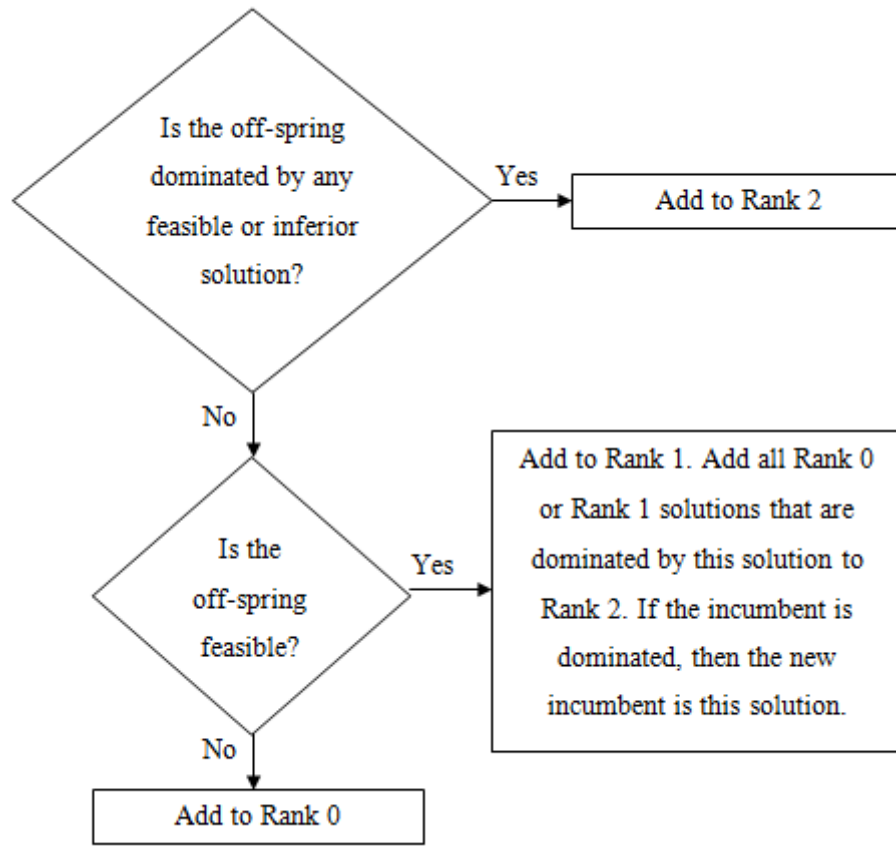 Is the off-spring
dominated by any
feasible or inferior
solution?
Yes
Add to Rank 2
No
Is the
off-spring
feasible?
Yes
Add to Rank 1. Add all Rank 0
or Rank 1 solutions that are
dominated by this solution to
Rank 2. If the incumbent is
dominated, then the new
incumbent is this solution.
No
Add to Rank 0